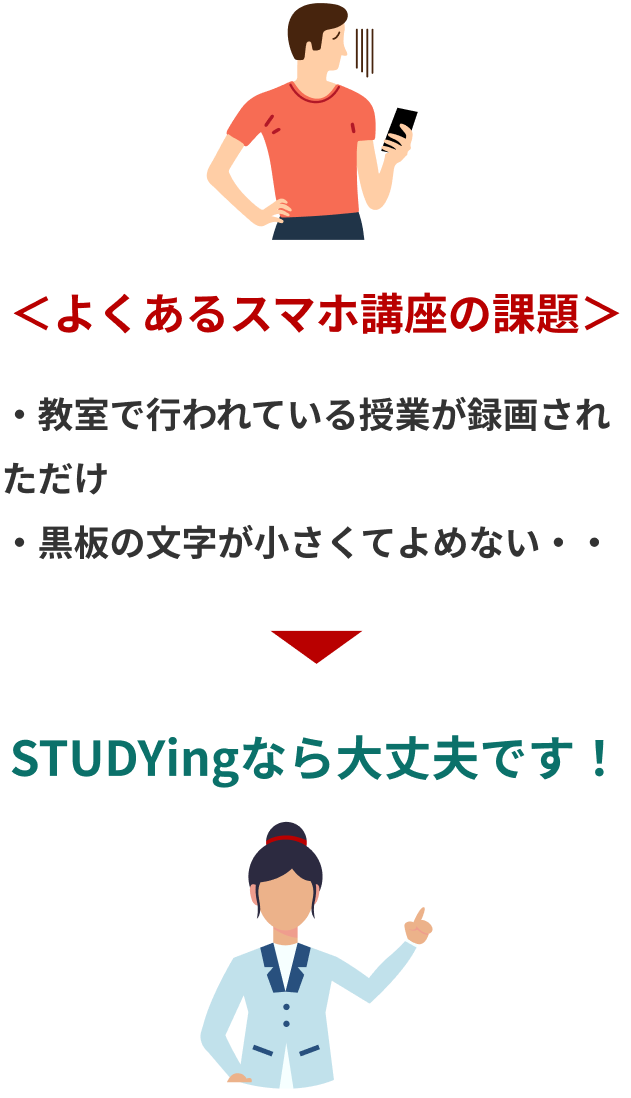 ＜よくあるスマホ講座の課題＞
・教室で行われている授業が録画され
ただけ
・黒板の文字が小さくてよめない・・
STUDYingなら大丈夫です！